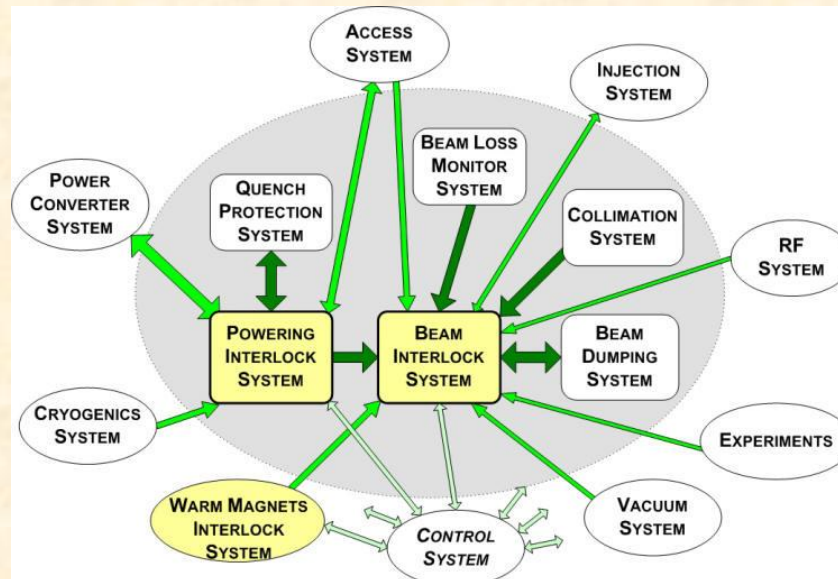 ACCESS
SYSTEM
INJECTION
SYSTEM
BEAM LOSS
MONITOR
SYSTEM
POWER
CONVERTER
SYSTEM
QUENCH
PROTECTION
SYSTEM
COLLIMATION
SYSTEM
RF
SYSTEM
POWERING
INTERLOCK
SYSTEM
BEAM
INTERLOCK
SYSTEM
BEAM
DUMPING
SYSTEM
CRYOGENICS
SYSTEM
EXPERIMENTS
WARM MAGNETS
INTERLOCK
SYSTEM
CONTROL
SYSTEM
VACUUM
SYSTEM